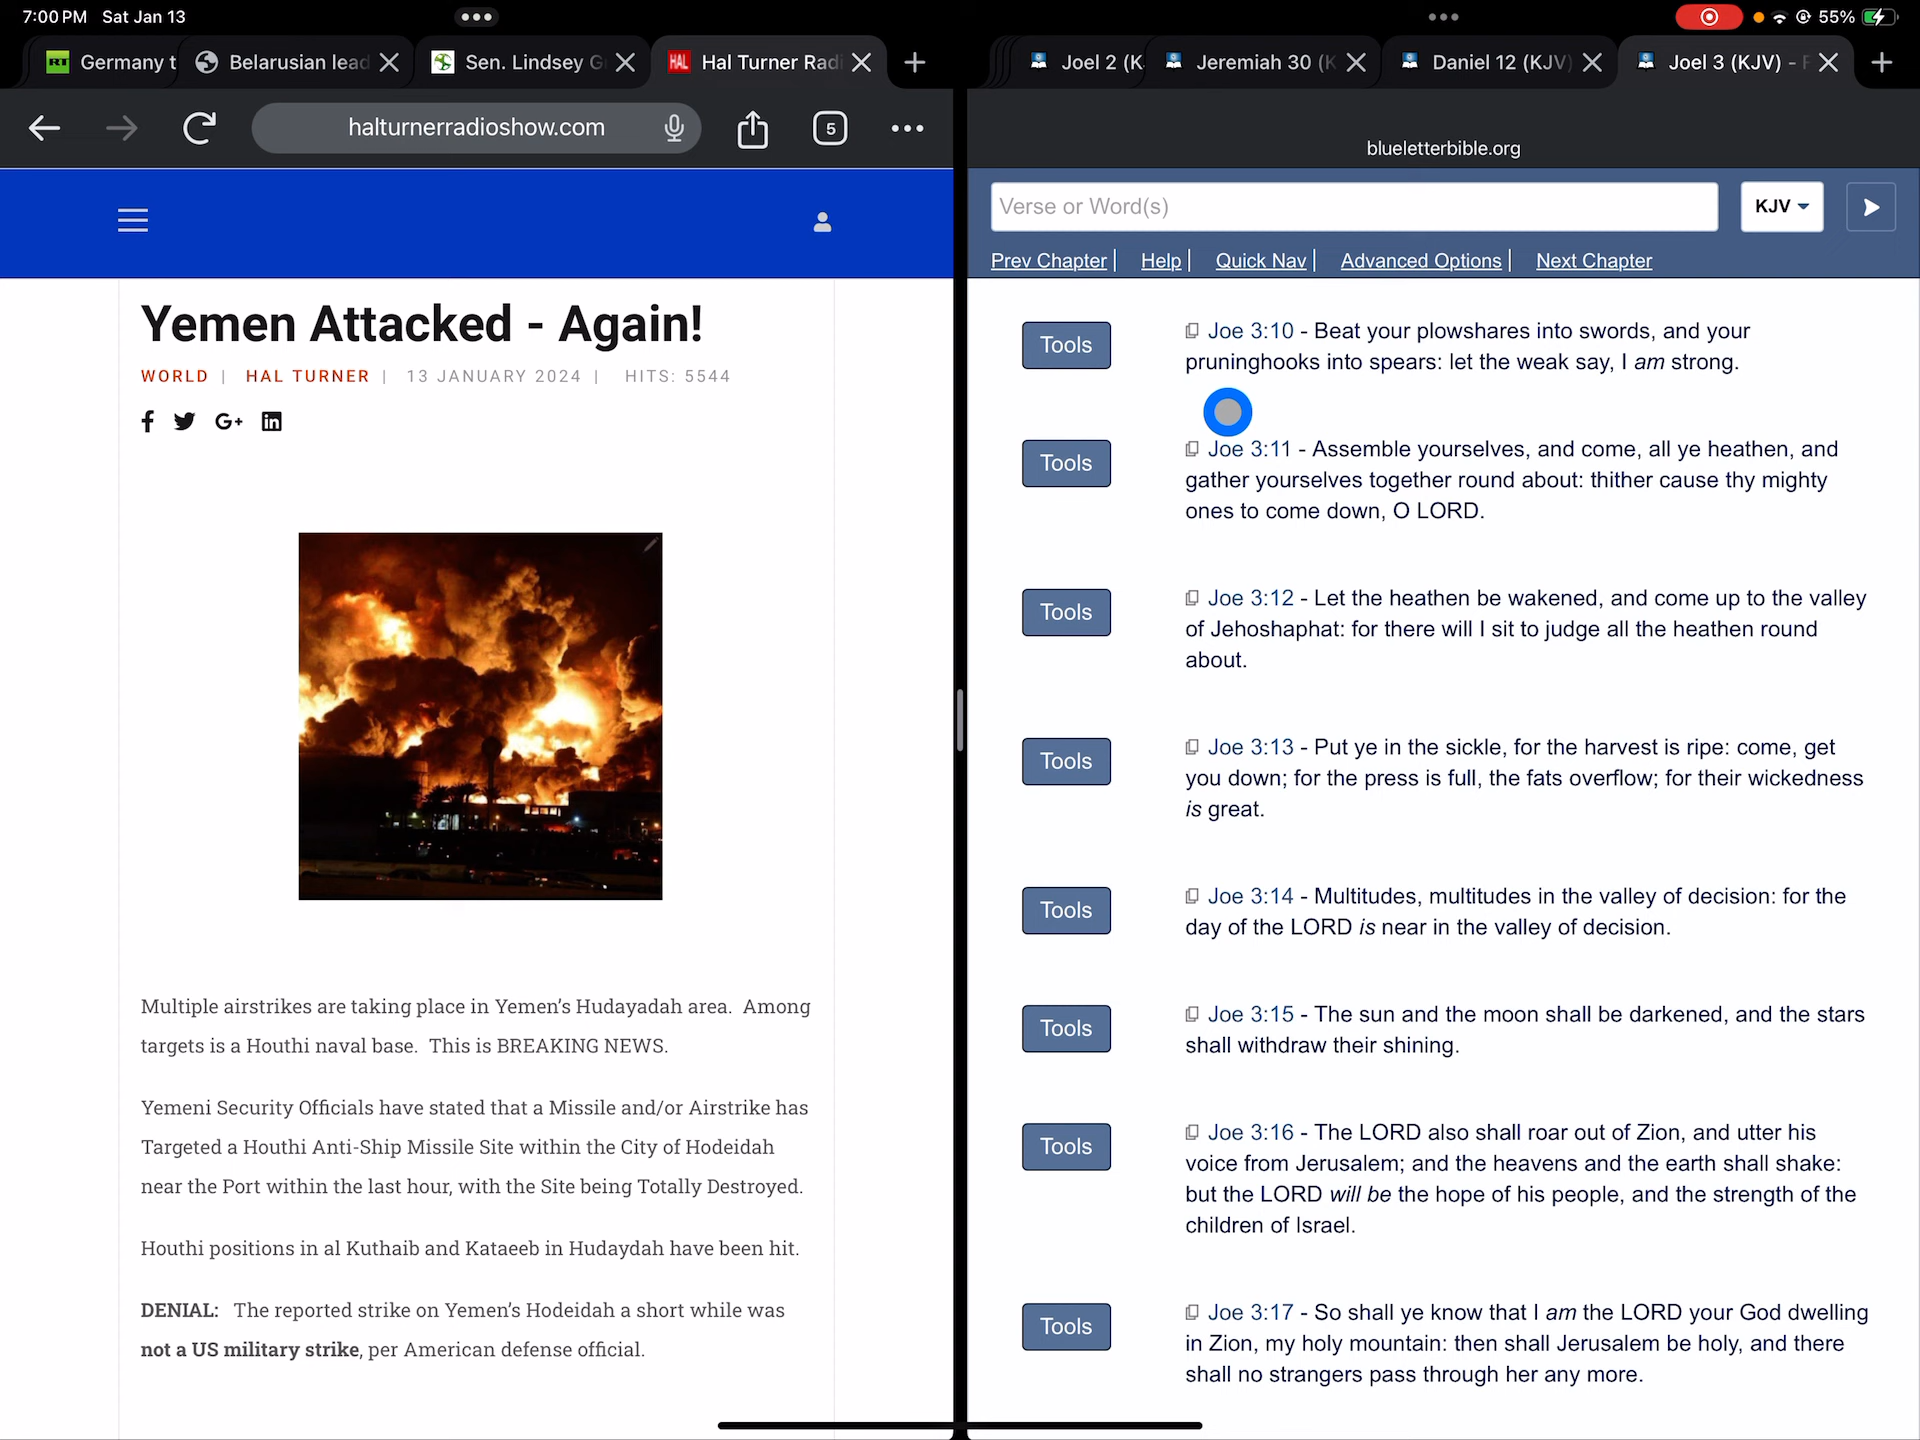 7:00 PM Sat Jan 13
55%
Germany t
Belarusian lead
Sen. Lindsey G
Hal Turner Radi
halturnerradioshow.com
5
Yemen Attacked - Again!
WORLD | HAL TURNER | 13 JANUARY 2024 | HITS: 5544
Multiple airstrikes are taking place in Yemen’s Hudayadah area. Among
targets is a Houthi naval base. This is BREAKING NEWS.
Yemeni Security Officials have stated that a Missile and/or Airstrike has
Targeted a Houthi Anti-Ship Missile Site within the City of Hodeidah
near the Port within the last hour, with the Site being Totally Destroyed.
Houthi positions in al Kuthaib and Kataeeb in Hudaydah have been hit.
DENIAL: The reported strike on Yemen’s Hodeidah a short while was
not a US military strike, per American defense official.
Joel 2 (K
Jeremiah 30 (K
Daniel 12 (KJV)
Joel 3 (KJV) -
blueletterbible.org
Verse or Word(s)
KJV
Prev Chapter | Help | Quick Nav | Advanced Options | Next Chapter
Tools
Joe 3:10 - Beat your plowshares into swords, and your
pruninghooks into spears: let the weak say, I am strong.
Tools
Joe 3:11 - Assemble yourselves, and come, all ye heathen, and
gather yourselves together round about: thither cause thy mighty
ones to come down, O LORD.
Tools
Joe 3:12 - Let the heathen be wakened, and come up to the valley
of Jehoshaphat: for there will I sit to judge all the heathen round
about.
Tools
Joe 3:13 - Put ye in the sickle, for the harvest is ripe: come, get
you down; for the press is full, the fats overflow; for their wickedness
is great.
Tools
Joe 3:14 - Multitudes, multitudes in the valley of decision: for the
day of the LORD is near in the valley of decision.
Tools
Joe 3:15 - The sun and the moon shall be darkened, and the stars
shall withdraw their shining.
Tools
Joe 3:16 - The LORD also shall roar out of Zion, and utter his
voice from Jerusalem; and the heavens and the earth shall shake:
but the LORD will be the hope of his people, and the strength of the
children of Israel.
Tools
Joe 3:17 - So shall ye know that I am the LORD your God dwelling
in Zion, my holy mountain: then shall Jerusalem be holy, and there
shall no strangers pass through her any more.